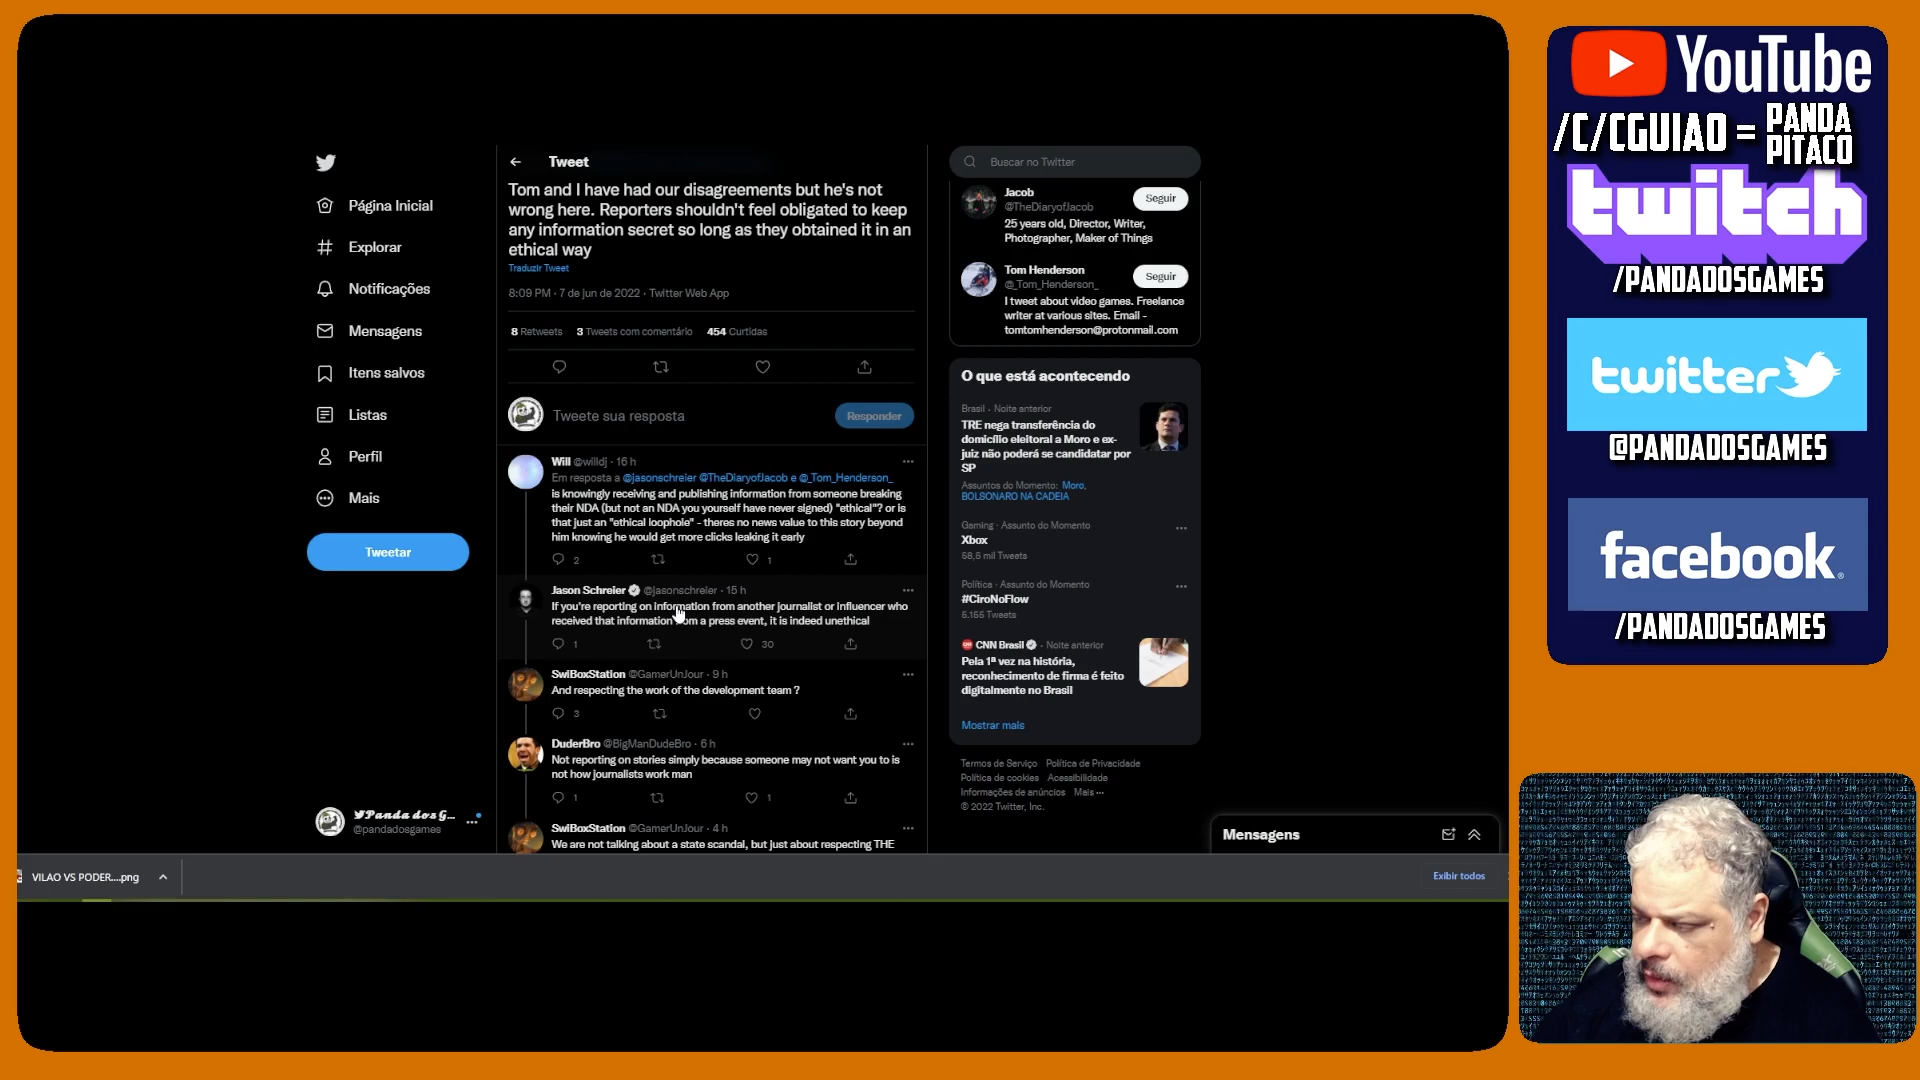 Página Inicial
Explorar
Notificações
Mensagens
Itens salvos
Listas
Perfil
Mais
Tweetar
Panda dos G...
@pandadosgames
Tweet
Tom and I have had our disagreements but he's not
wrong here. Reporters shouldn't feel obligated to keep
any information secret so long as they obtained it in an
ethical way
Traduzir Tweet
8:09 PM · 7 de jun de 2022 · Twitter Web App
8 Retweets 3 Tweets com comentário 454 Curtidas
Tweete sua resposta
Responder
Will @willdj · 16 h
Em resposta a @jasonschreier @TheDiaryofJacob e @_Tom_Henderson_
is knowingly receiving and publishing information from someone breaking
their NDA (but not an NDA you yourself have never signed) "ethical"? or is
that just an "ethical loophole" - theres no news value to this story beyond
him knowing he would get more clicks leaking it early
2 1
Jason Schreier @jasonschreier · 15 h
If you're reporting on information from another journalist or influencer who
received that information from a press event, it is indeed unethical
1 30
SwiBoxStation @GamerUnJour · 9 h
And respecting the work of the development team ?
3
DuderBro @BigManDudeBro · 6 h
Not reporting on stories simply because someone may not want you to is
not how journalists work man
1 1
SwiBoxStation @GamerUnJour · 4 h
We are not talking about a state scandal, but just about respecting THE
Buscar no Twitter
Jacob
@TheDiaryofJacob
Seguir
25 years old, Director, Writer,
Photographer, Maker of Things
Tom Henderson
@_Tom_Henderson_
Seguir
I tweet about video games. Freelance
writer at various sites. Email -
tomtomhenderson@protonmail.com
O que está acontecendo
Brasil · Noite anterior
TRE nega transferência do
domicílio eleitoral a Moro e ex-
juiz não poderá se candidatar por
SP
Assuntos do Momento: Moro,
BOLSONARO NA CADEIA
Gaming · Assunto do Momento
Xbox
58,5 mil Tweets
Política · Assunto do Momento
#CiroNoFlow
5.155 Tweets
CNN Brasil · Noite anterior
Pela 1ª vez na história,
reconhecimento de firma é feito
digitalmente no Brasil
Mostrar mais
Termos de Serviço Política de Privacidade
Política de cookies Acessibilidade
Informações de anúncios Mais ···
© 2022 Twitter, Inc.
Mensagens
VILAO VS PODER....png
Exibir todos
YouTube
/C/CGUIAO = PANDA
PITACO
twitch
/PANDADOSGAMES
twitter
@PANDADOSGAMES
facebook
/PANDADOSGAMES